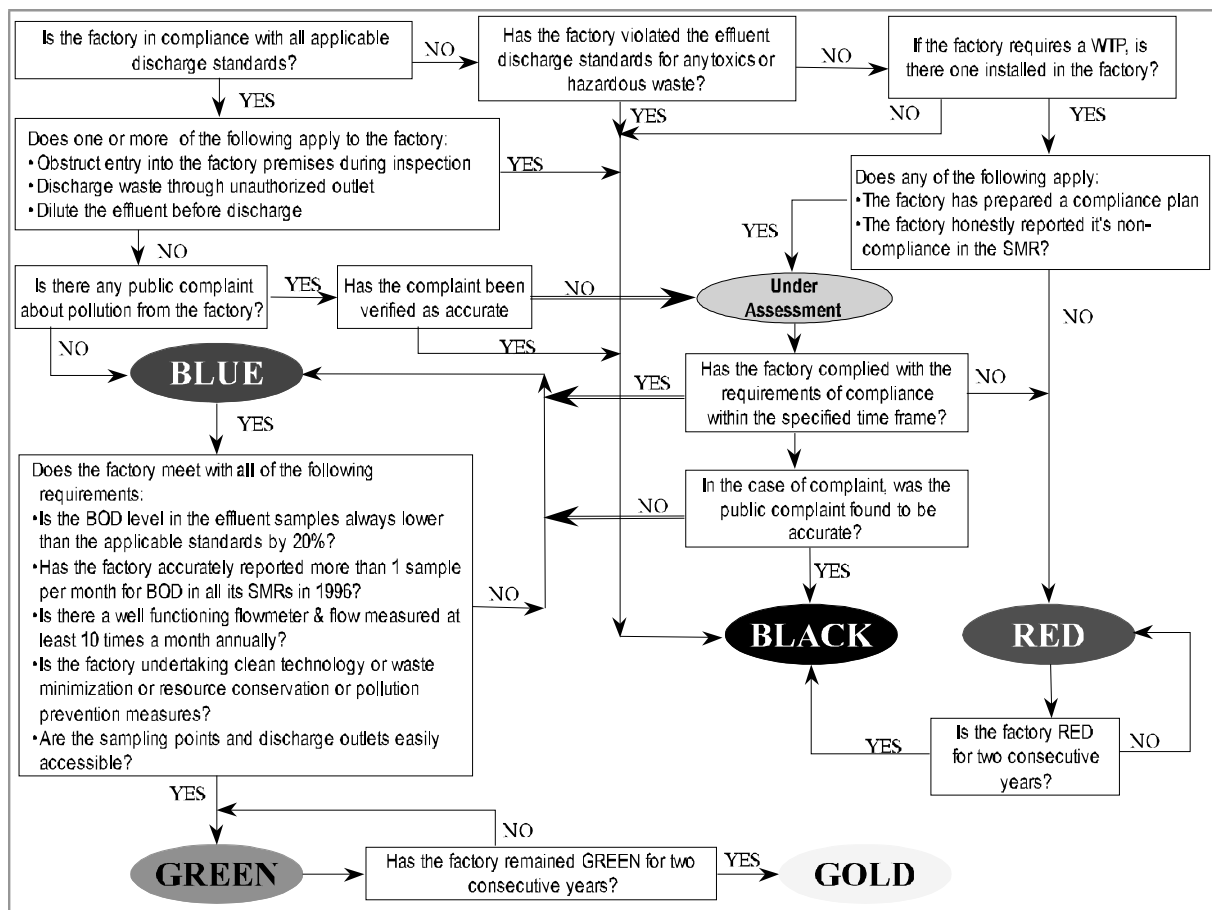 Is the factory in compliance with all applicable
discharge standards?
NO
Has the factory violated the effluent
discharge standards for anytoxics or
hazardous waste?
NO
If the factory requires a WTP, is
there one installed in the factory?
YES
YES
NO
YES
Does one or more of the following apply to the factory:
•Obstruct entry into the factory premises during inspection
•Discharge waste through unauthorized outlet
•Dilute the effluent before discharge
YES
Does any of the following apply:
•The factory has prepared a compliance plan
•The factory honestly reported it's non-
compliance in the SMR?
YES
NO
NO
Is there any public complaint
about pollution from the factory?
YES
Has the complaint been
verified as accurate
NO
Under
Assessment
NO
YES
BLUE
YES
Has the factory complied with the
requirements of compliance
within the specified time frame?
NO
YES
Does the factory meet with all of the following
requirements:
•Is the BOD level in the effluent samples always lower
than the applicable standards by 20%?
•Has the factory accurately reported more than 1 sample
per month for BOD in all its SMRs in 1996?
•Is there a well functioning flowmeter & flow measured at
least 10 times a month annually?
•Is the factory undertaking clean technology or waste
minimization or resource conservation or pollution
prevention measures?
•Are the sampling points and discharge outlets easily
accessible?
NO
NO
In the case of complaint, was the
public complaint found to be
accurate?
YES
BLACK
RED
YES
Is the factory RED
for two consecutive
years?
NO
YES
NO
GREEN
Has the factory remained GREEN for two
consecutive years?
YES
GOLD